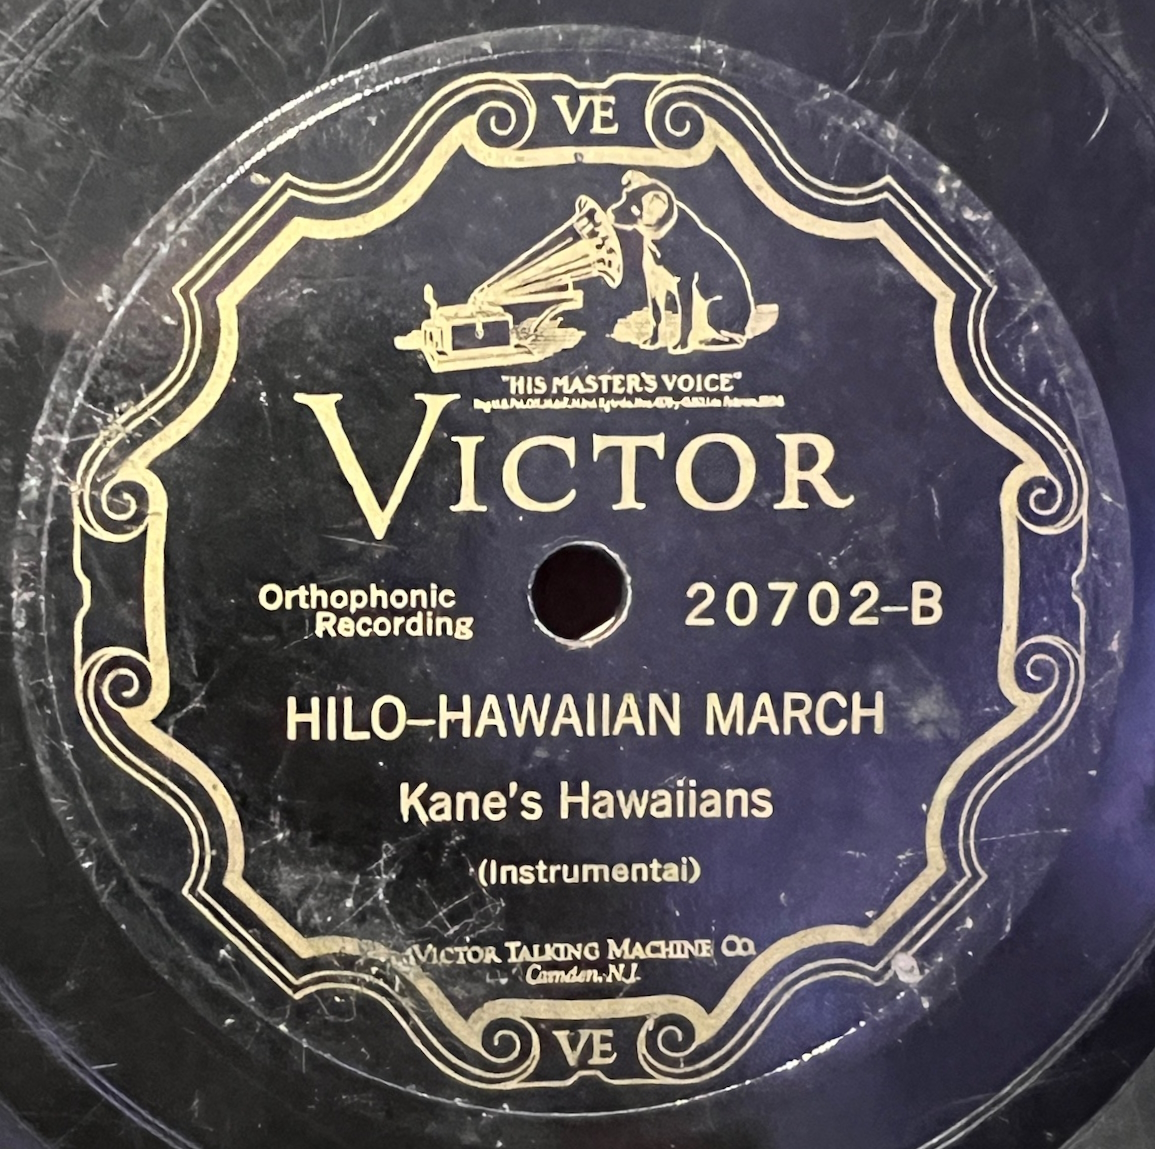 VE
"HIS MASTER'S VOICE"
VICTOR
Orthophonic
Recording
20702-B
HILO-HAWAIIAN MARCH
Kane's Hawaiians
(Instrumental)
VICTOR TALKING MACHINE CO.
Camden, N.J.
VE